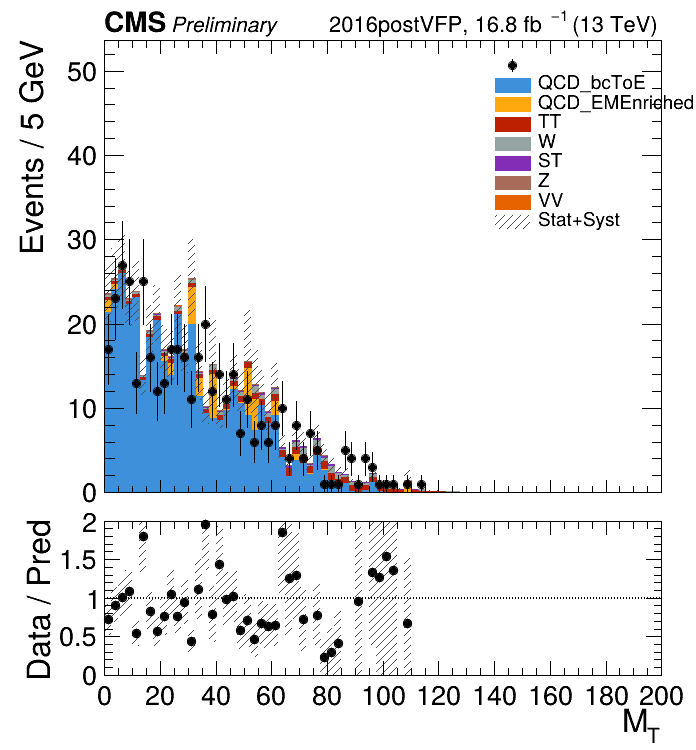 CMS Preliminary 2016postVFP, 16.8 fb⁻¹ (13 TeV)
Events / 5 GeV
50
40
30
20
10
0
QCD_bcToE
QCD_EMEnriched
TT
W
ST
Z
VV
Stat+Syst
Data / Pred
2
1.5
1
0.5
0
0 20 40 60 80 100 120 140 160 180 200
M_T